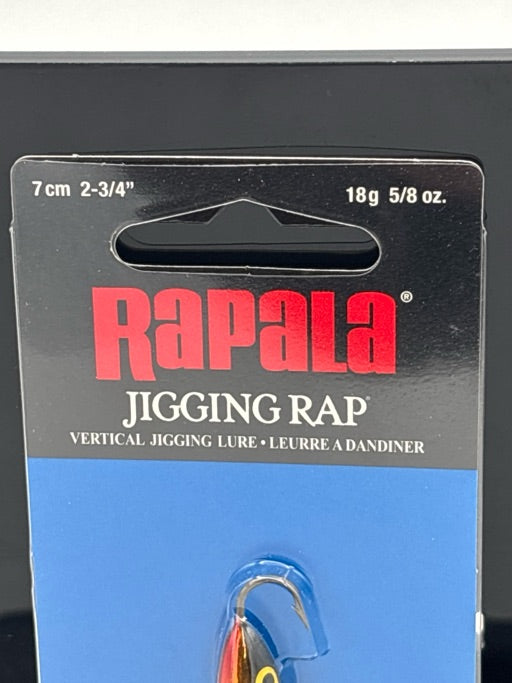 7cm 2-3/4" 18g 5/8 oz.
RAPALA®
JIGGING RAP®
VERTICAL JIGGING LURE • LEURRE A DANDINER